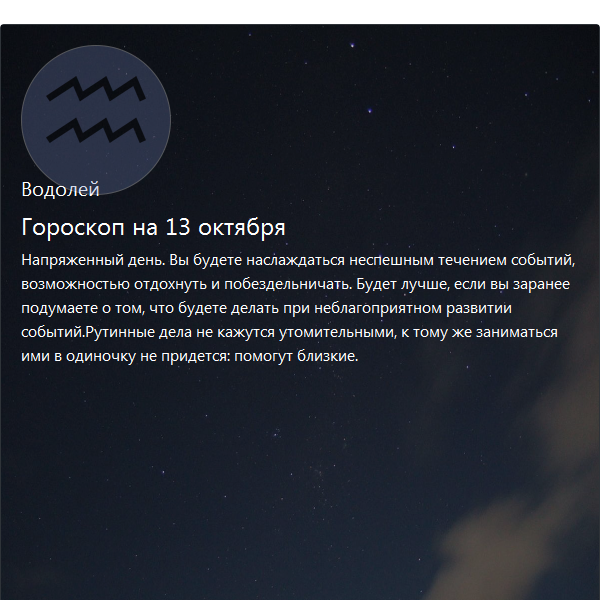 Водолей
Гороскоп на 13 октября
Напряженный день. Вы будете наслаждаться неспешным течением событий,
возможностью отдохнуть и побездельничать. Будет лучше, если вы заранее
подумаете о том, что будете делать при неблагоприятном развитии
событий.Рутинные дела не кажутся утомительными, к тому же заниматься
ими в одиночку не придется: помогут близкие.